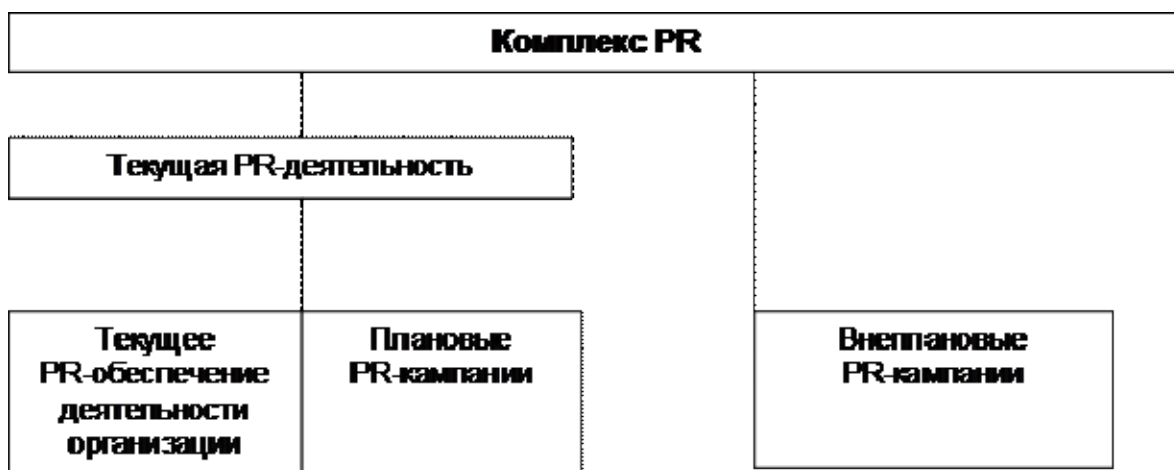 Комплекс PR
Текущая PR-деятельность
Текущее
PR-обеспечение
деятельности
организации
Плановые
PR-кампании
Внеплановые
PR-кампании